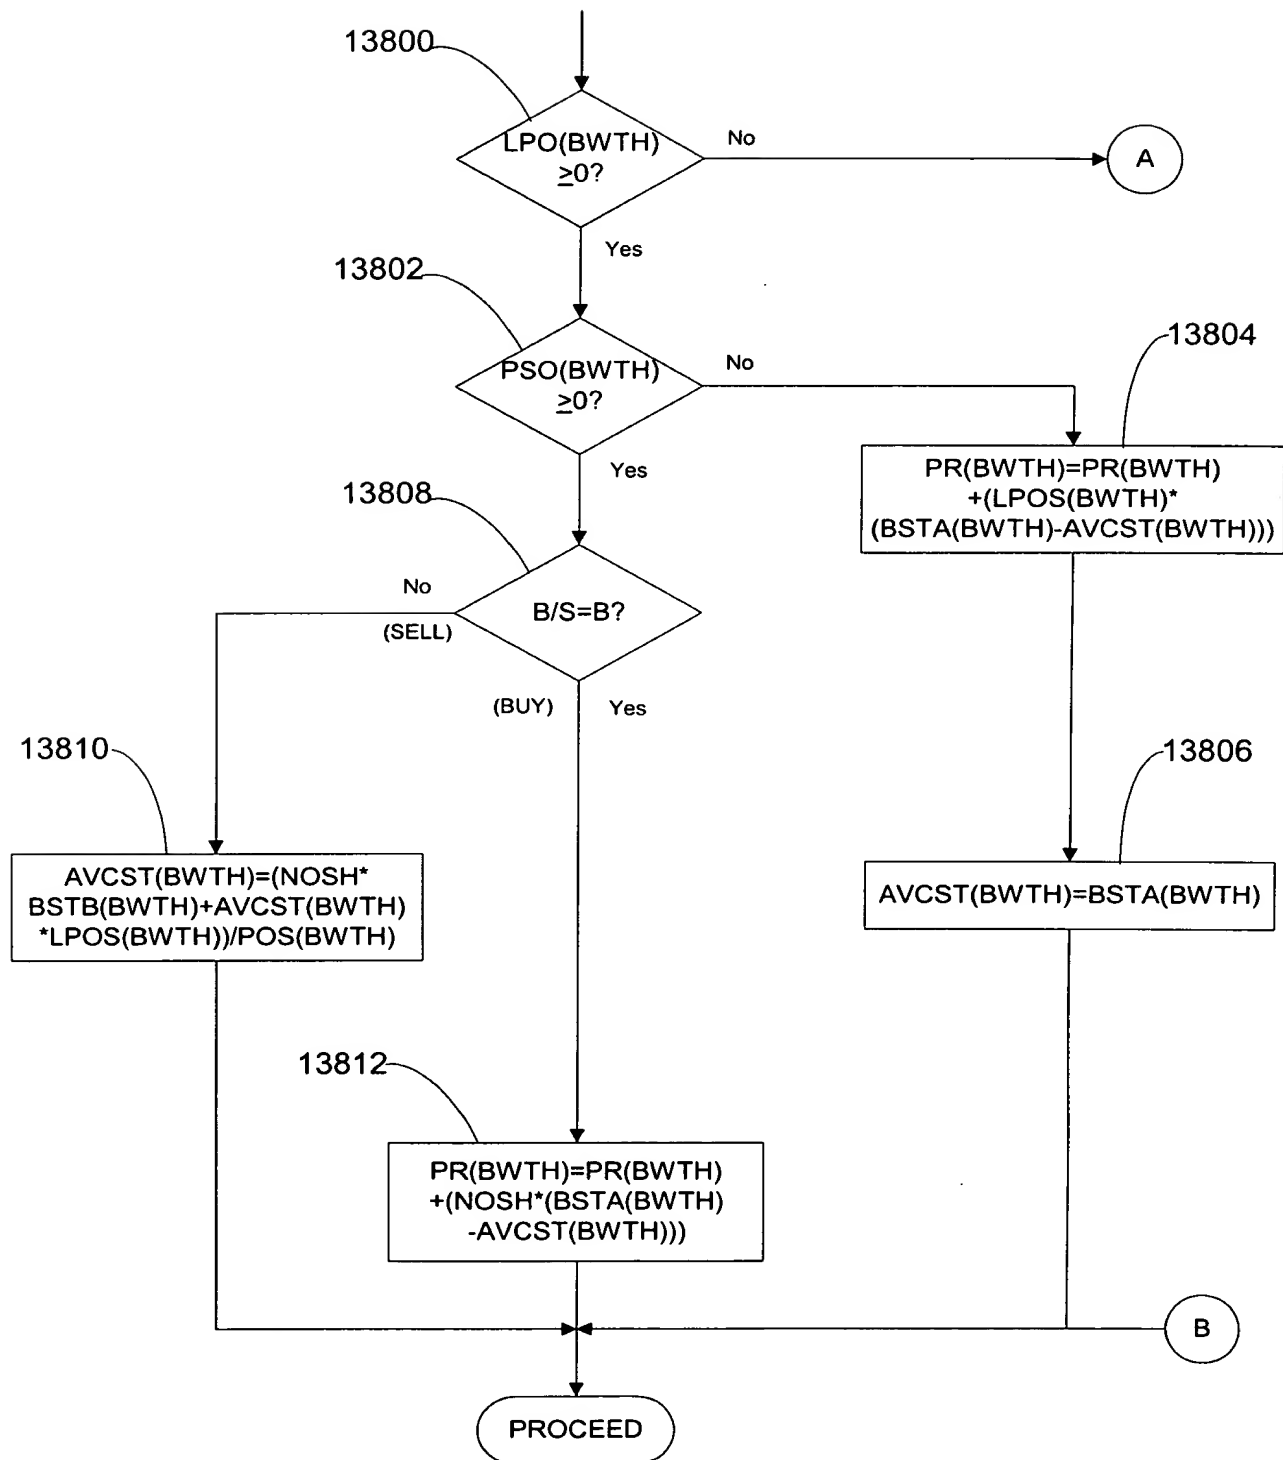 13800
LPO(BWTH)
≥0?
No
A
Yes
13802
PSO(BWTH)
≥0?
No
13804
PR(BWTH)=PR(BWTH)
+(LPOS(BWTH)*
(BSTA(BWTH)-AVCST(BWTH)))
Yes
13808
B/S=B?
No
(SELL)
(BUY)
Yes
13810
AVCST(BWTH)=(NOSH*
BSTB(BWTH)+AVCST(BWTH)
*LPOS(BWTH))/POS(BWTH)
13806
AVCST(BWTH)=BSTA(BWTH)
13812
PR(BWTH)=PR(BWTH)
+(NOSH*(BSTA(BWTH)
-AVCST(BWTH)))
B
PROCEED